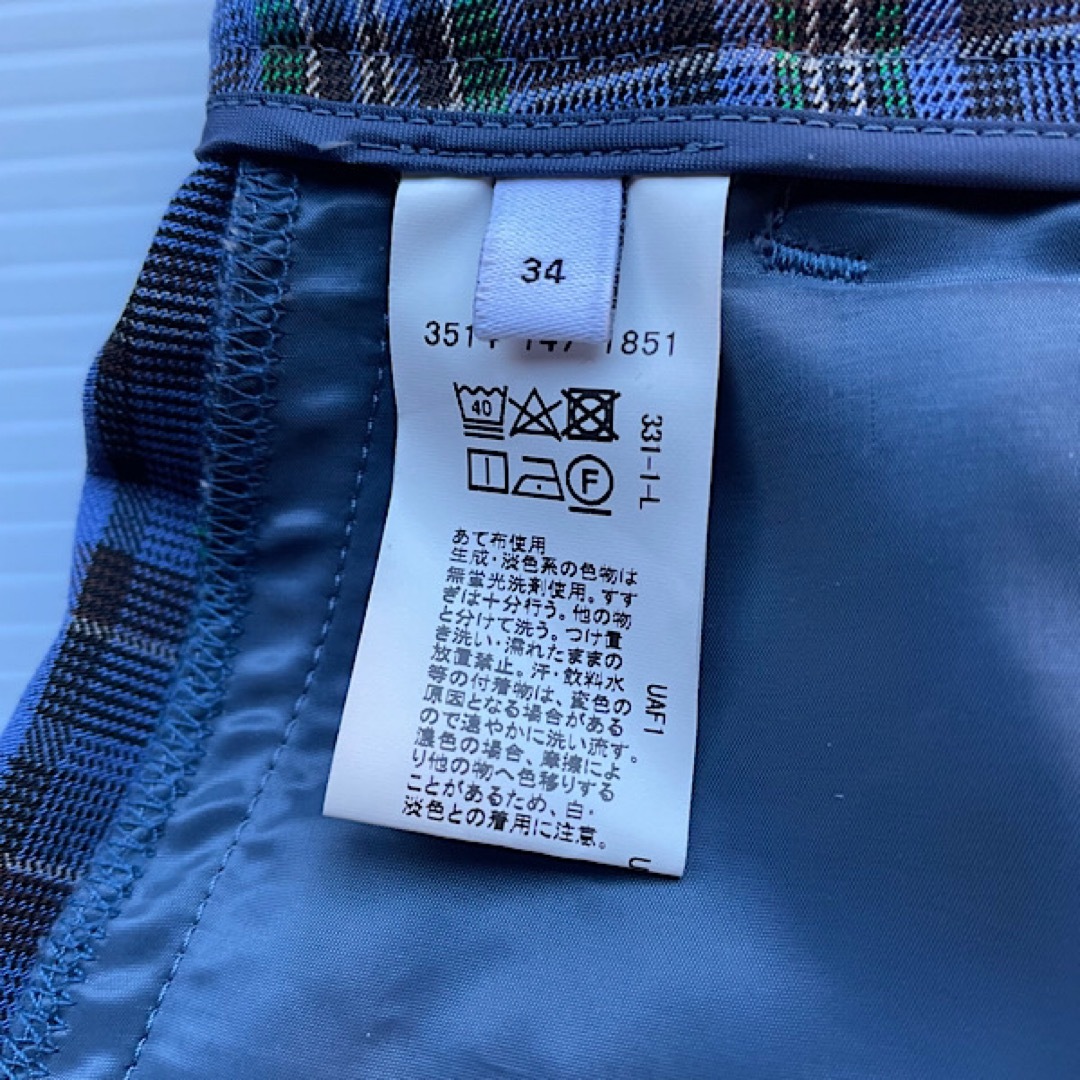 34
1851
40
F
331-1-L
あて布使用
生成・淡色系の色物は
無蛍光洗剤使用。すす
ぎは十分行う。他の物
と分けて洗う。つけ置
き洗い・濡れたままの
放置禁止。汗・飲料水
等の付着物は、変色の
原因となる場合がある
ので速やかに洗い流す。
濃色の場合、摩擦によ
り他の物へ色移りする
ことがあるため、白・
淡色との着用に注意。
UAF1